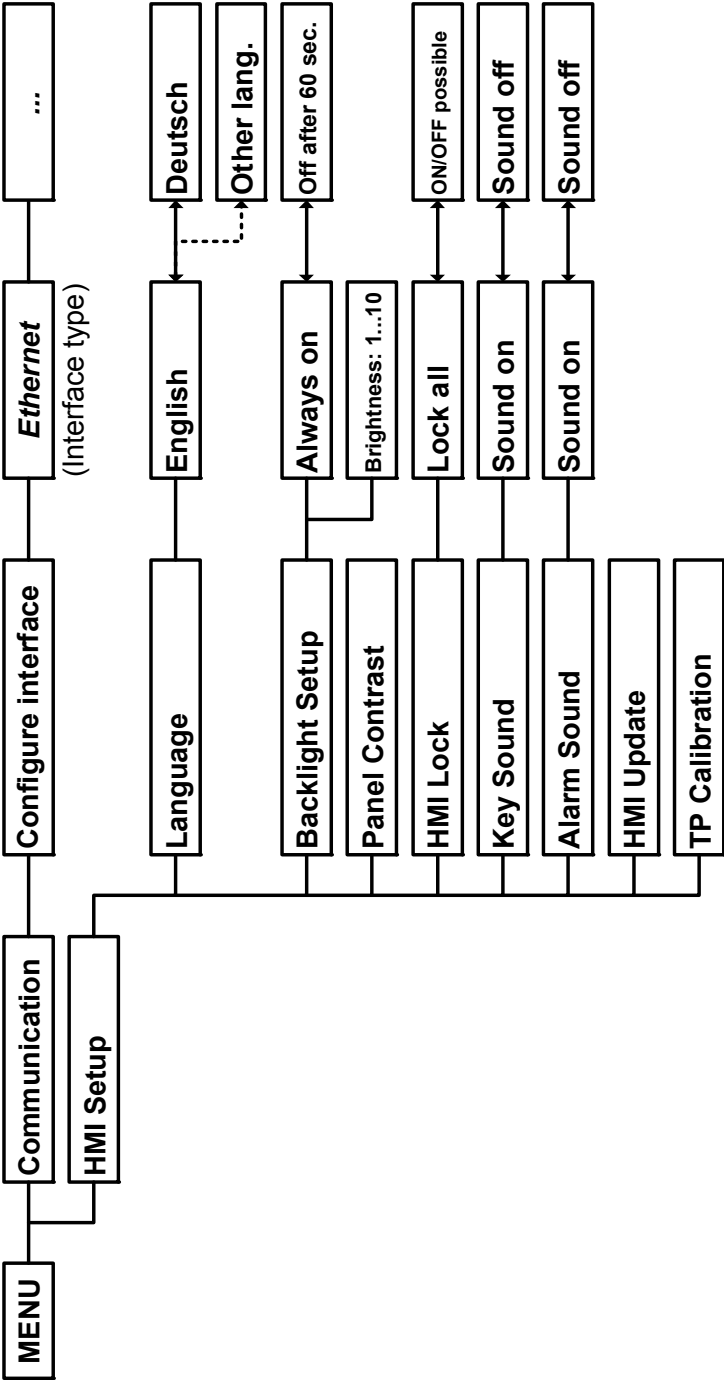 MENU
Communication
Configure interface
Ethernet
...
(Interface type)
HMI Setup
Language
English
Deutsch
Other lang.
Backlight Setup
Always on
Off after 60 sec.
Brightness: 1...10
Panel Contrast
HMI Lock
Lock all
ON/OFF possible
Key Sound
Sound on
Sound off
Alarm Sound
Sound on
Sound off
HMI Update
TP Calibration